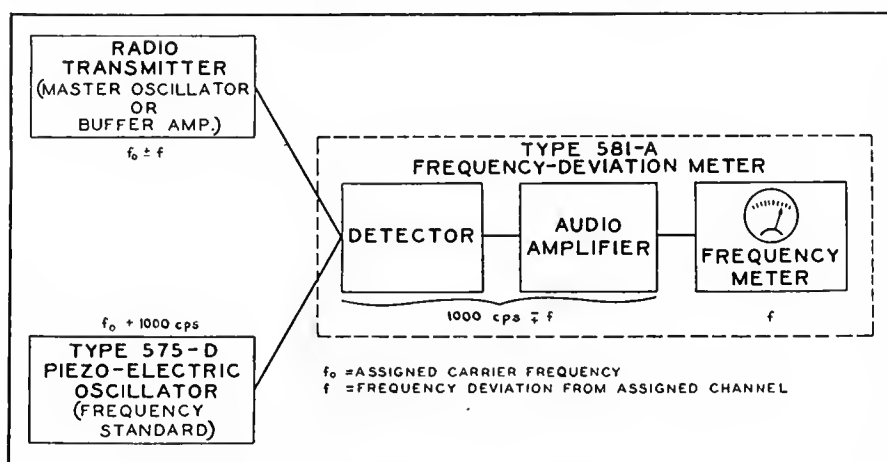 RADIO
TRANSMITTER
(MASTER OSCILLATOR
OR
BUFFER AMP.)
f₀ ± f
f₀ + 1000 cps
TYPE 575-D
PIEZO-ELECTRIC
OSCILLATOR
(FREQUENCY
STANDARD)
TYPE 581-A
FREQUENCY-DEVIATION METER
DETECTOR
AUDIO
AMPLIFIER
FREQUENCY
METER
1000 cps ∓ f
f
f₀ = ASSIGNED CARRIER FREQUENCY
f = FREQUENCY DEVIATION FROM ASSIGNED CHANNEL